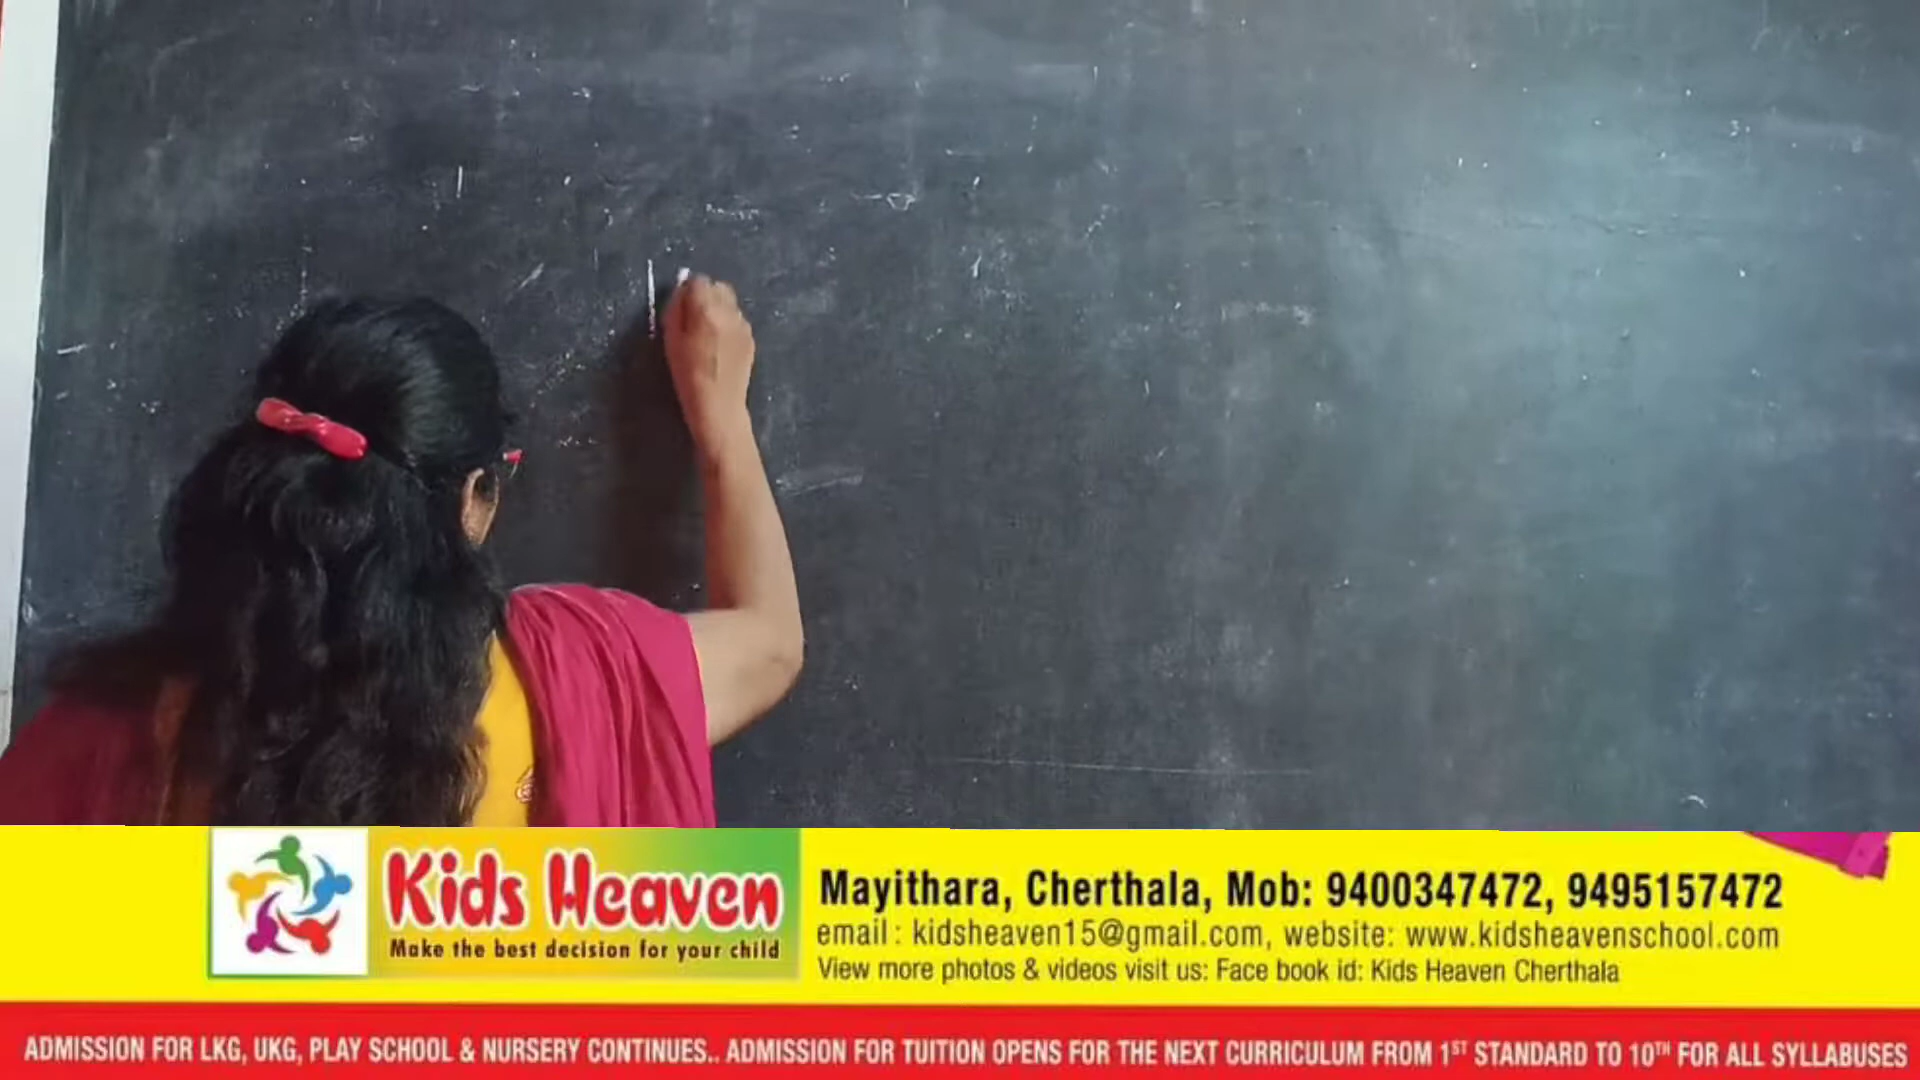 Kids Heaven
Make the best decision for your child
Mayithara, Cherthala, Mob: 9400347472, 9495157472
email : kidsheaven15@gmail.com, website: www.kidsheavenschool.com
View more photos & videos visit us: Face book id: Kids Heaven Cherthala
ADMISSION FOR LKG, UKG, PLAY SCHOOL & NURSERY CONTINUES.. ADMISSION FOR TUITION OPENS FOR THE NEXT CURRICULUM FROM 1ST STANDARD TO 10TH FOR ALL SYLLABUSES